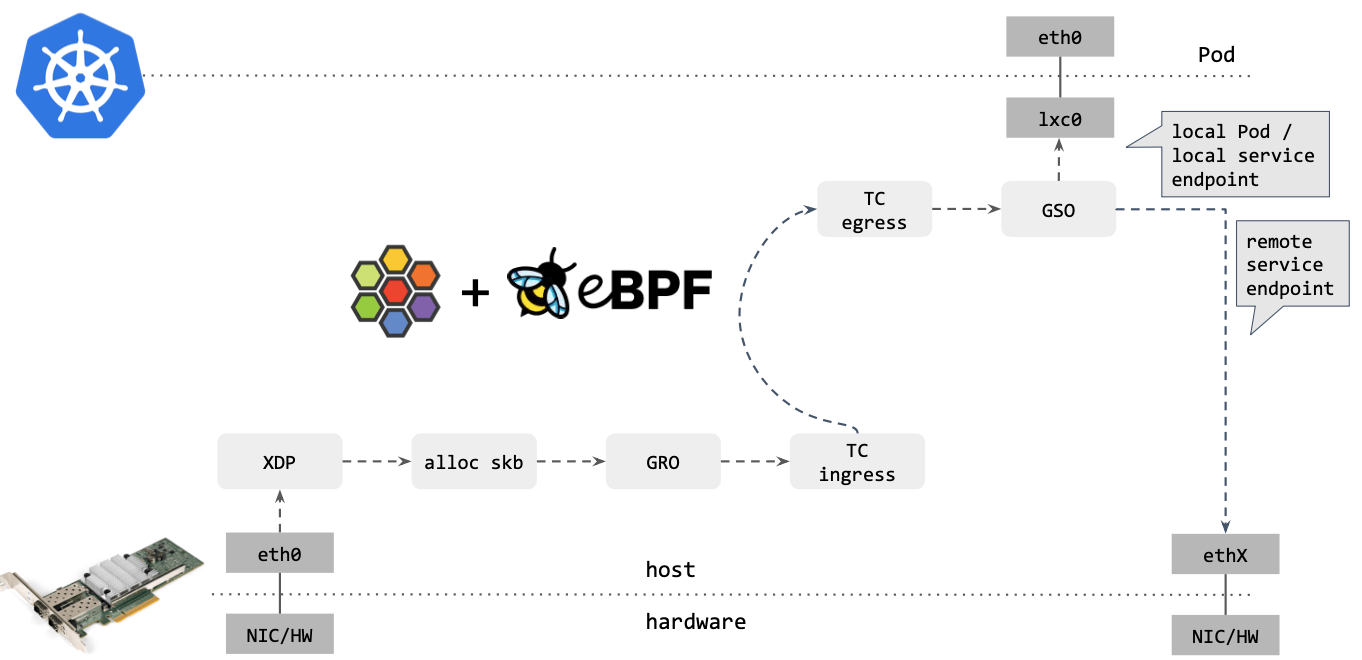 eth0
Pod
lxc0
local Pod /
local service
endpoint
TC
egress
GSO
remote
service
endpoint
+ eBPF
XDP
alloc skb
GRO
TC
ingress
eth0
host
ethX
hardware
NIC/HW
NIC/HW